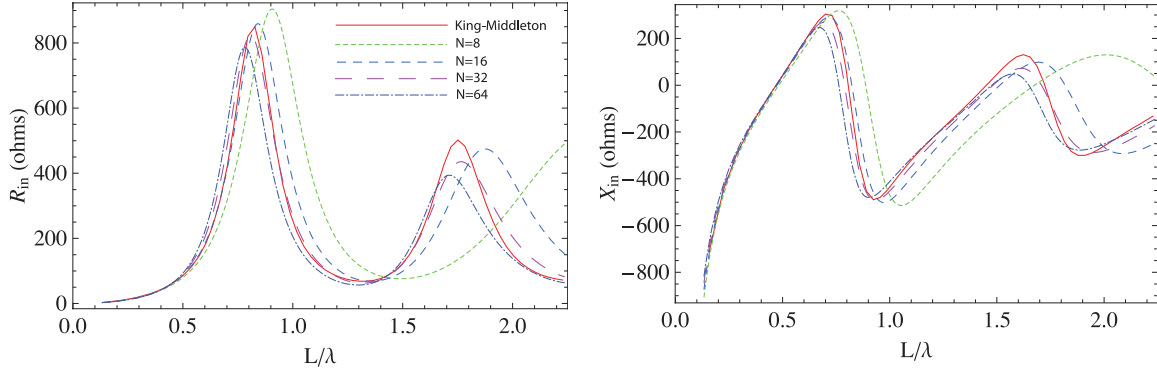 King-Middleton
N=8
N=16
N=32
N=64
800
600
400
200
0
R_in (ohms)
0.0 0.5 1.0 1.5 2.0
L/λ
200
0
−200
−400
−600
−800
X_in (ohms)
0.0 0.5 1.0 1.5 2.0
L/λ